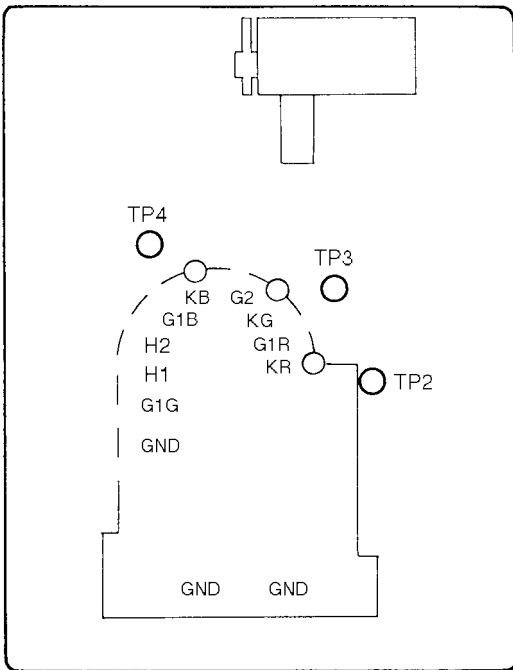 TP4
TP3
KB G2
G1B KG
H2 G1R
H1 KR
TP2
G1G
GND
GND GND